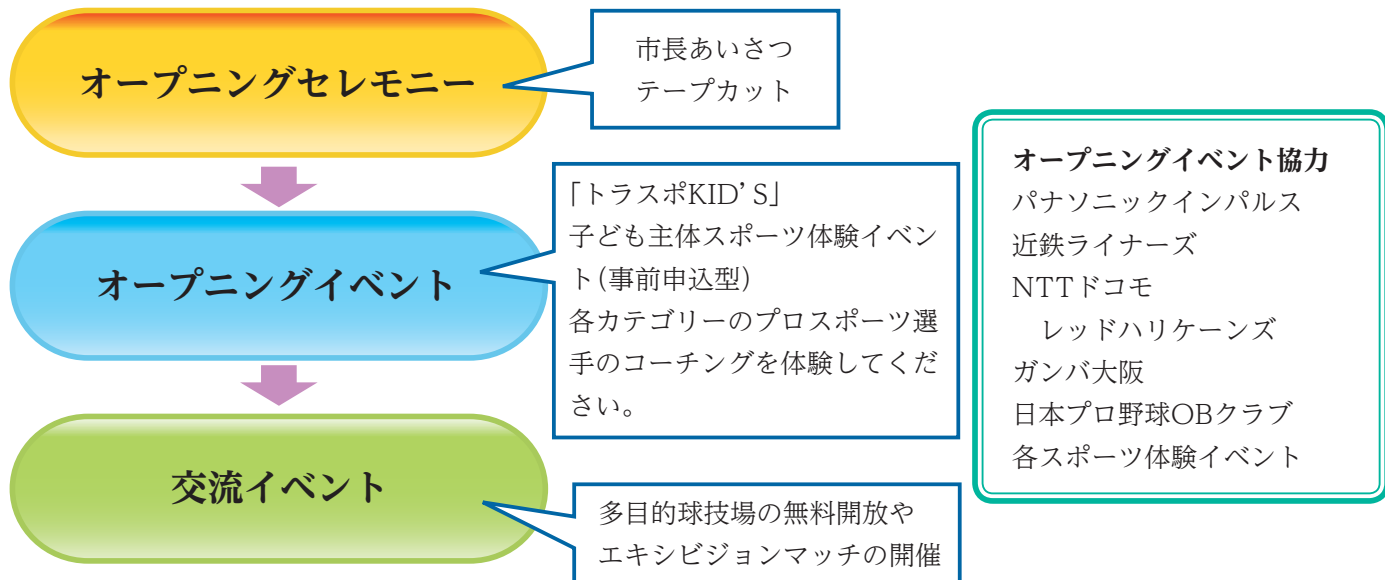 オープニングセレモニー
市長あいさつ
テープカット
オープニングイベント
「トラスポKID’S」
子ども主体スポーツ体験イベン
ト(事前申込型)
各カテゴリーのプロスポーツ選
手のコーチングを体験してくだ
さい。
交流イベント
多目的球技場の無料開放や
エキシビジョンマッチの開催
オープニングイベント協力
パナソニックインパルス
近鉄ライナーズ
NTTドコモ
レッドハリケーンズ
ガンバ大阪
日本プロ野球OBクラブ
各スポーツ体験イベント